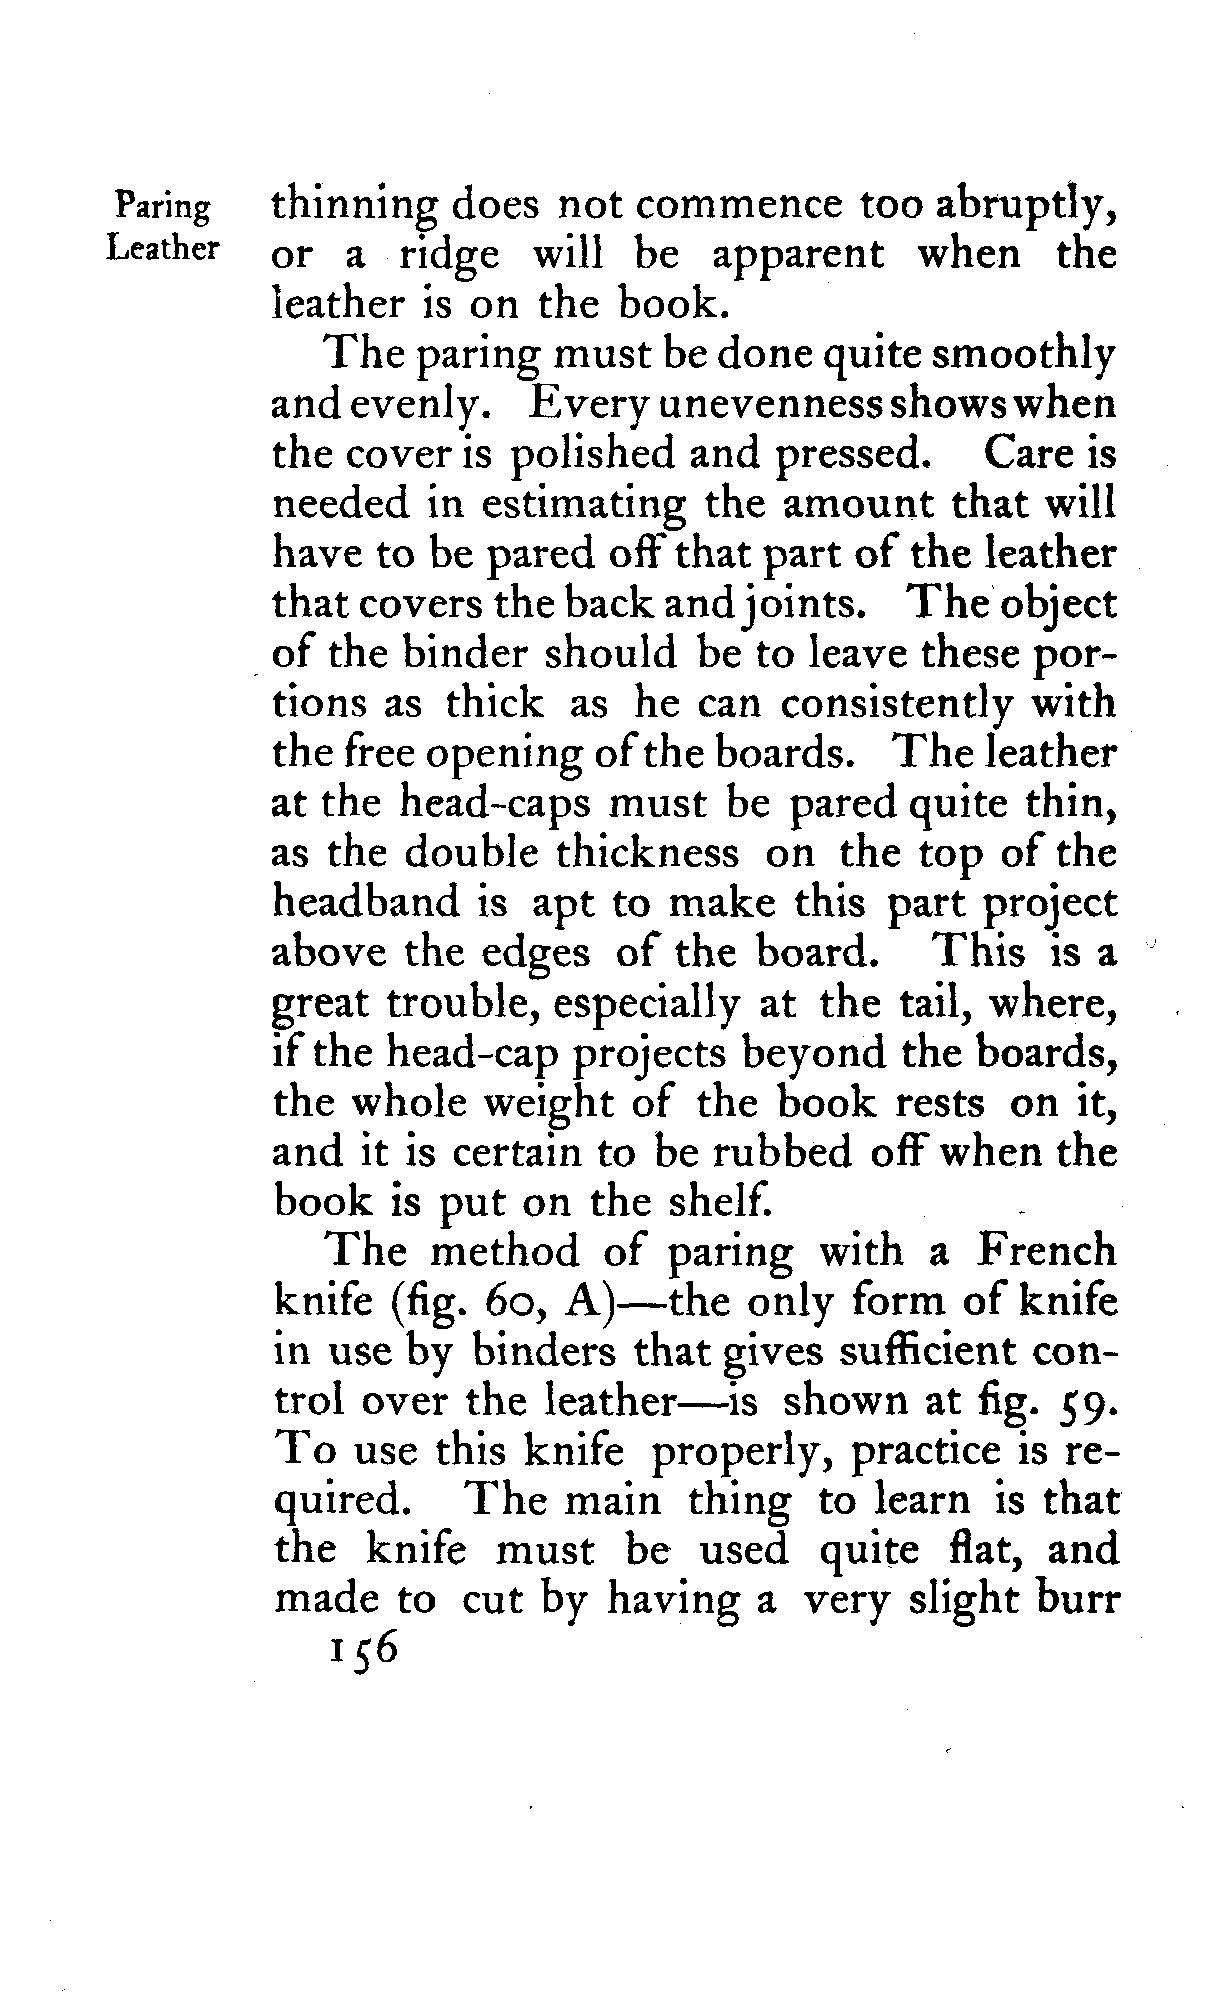 Paring
Leather
thinning does not commence too abruptly,
or a ridge will be apparent when the
leather is on the book.
The paring must be done quite smoothly
and evenly. Every unevenness shows when
the cover is polished and pressed. Care is
needed in estimating the amount that will
have to be pared off that part of the leather
that covers the back and joints. The object
of the binder should be to leave these por-
tions as thick as he can consistently with
the free opening of the boards. The leather
at the head-caps must be pared quite thin,
as the double thickness on the top of the
headband is apt to make this part project
above the edges of the board. This is a
great trouble, especially at the tail, where,
if the head-cap projects beyond the boards,
the whole weight of the book rests on it,
and it is certain to be rubbed off when the
book is put on the shelf.
The method of paring with a French
knife (fig. 60, A)—the only form of knife
in use by binders that gives sufficient con-
trol over the leather—is shown at fig. 59.
To use this knife properly, practice is re-
quired. The main thing to learn is that
the knife must be used quite flat, and
made to cut by having a very slight burr
156